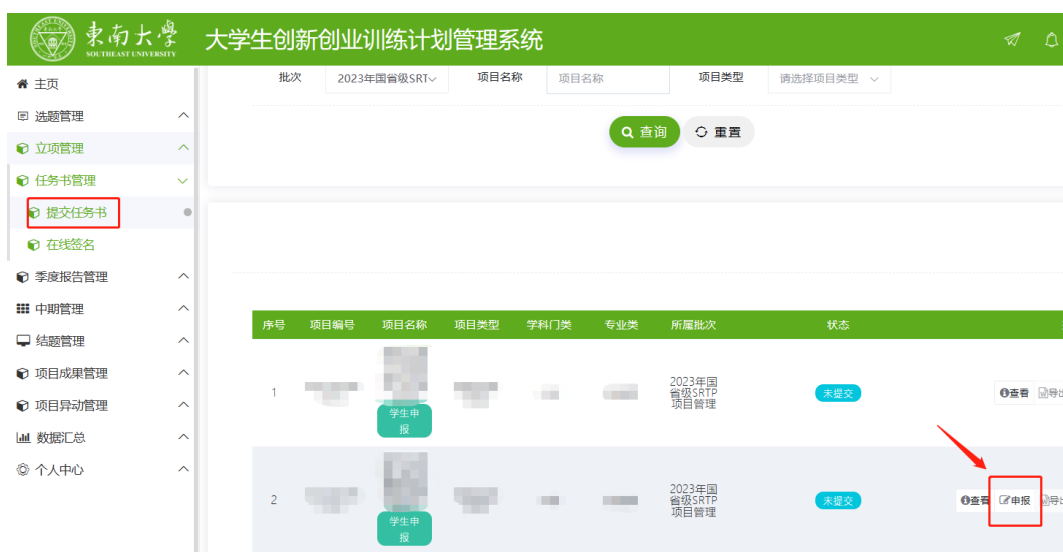 東南大學
SOUTHEAST UNIVERSITY
大学生创新创业训练计划管理系统
主页
选题管理
立项管理
任务书管理
提交任务书
在线签名
季度报告管理
中期管理
结题管理
项目成果管理
项目异动管理
数据汇总
个人中心
批次 2023年国省级SRT 项目名称 项目名称 项目类型 请选择项目类型
查询 重置
序号 项目编号 项目名称 项目类型 学科门类 专业类 所属批次 状态
1
学生申
报
2023年国
省级SRTP
项目管理
未提交
查看 导出
2
学生申
报
2023年国
省级SRTP
项目管理
未提交
查看 申报 导出